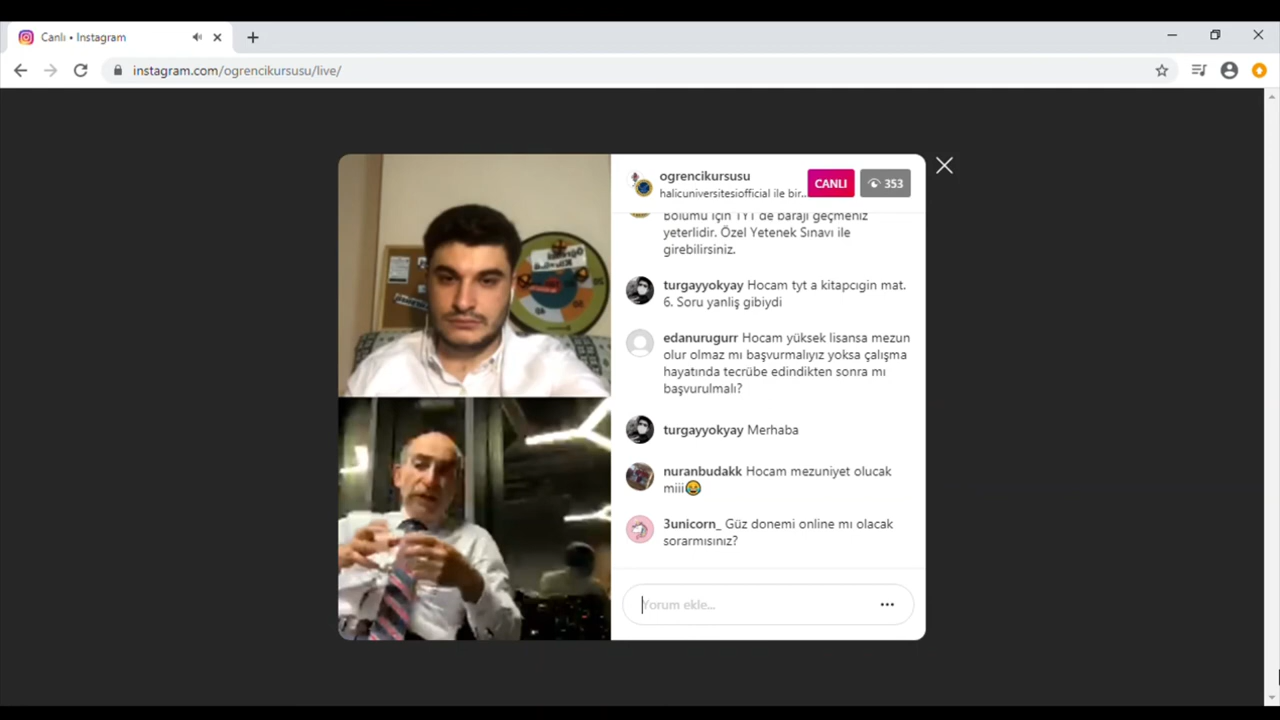 Canlı • Instagram
instagram.com/ogrencikursusu/live/
ogrencikursusu
halicuniversitesiofficial ile bir...
CANLI
353
Bölümü için TYT de barajı geçmeniz
yeterlidir. Özel Yetenek Sınavı ile
girebilirsiniz.
turgayyokyay Hocam tyt a kitapcıgin mat.
6. Soru yanliş gibiydi
edanurugurr Hocam yüksek lisansa mezun
olur olmaz mı başvurmalıyız yoksa çalışma
hayatında tecrübe edindikten sonra mı
başvurulmalı?
turgayyokyay Merhaba
nuranbudakk Hocam mezuniyet olucak
miii😂
3unicorn_ Güz donemi online mı olacak
sorarmısınız?
Yorum ekle...